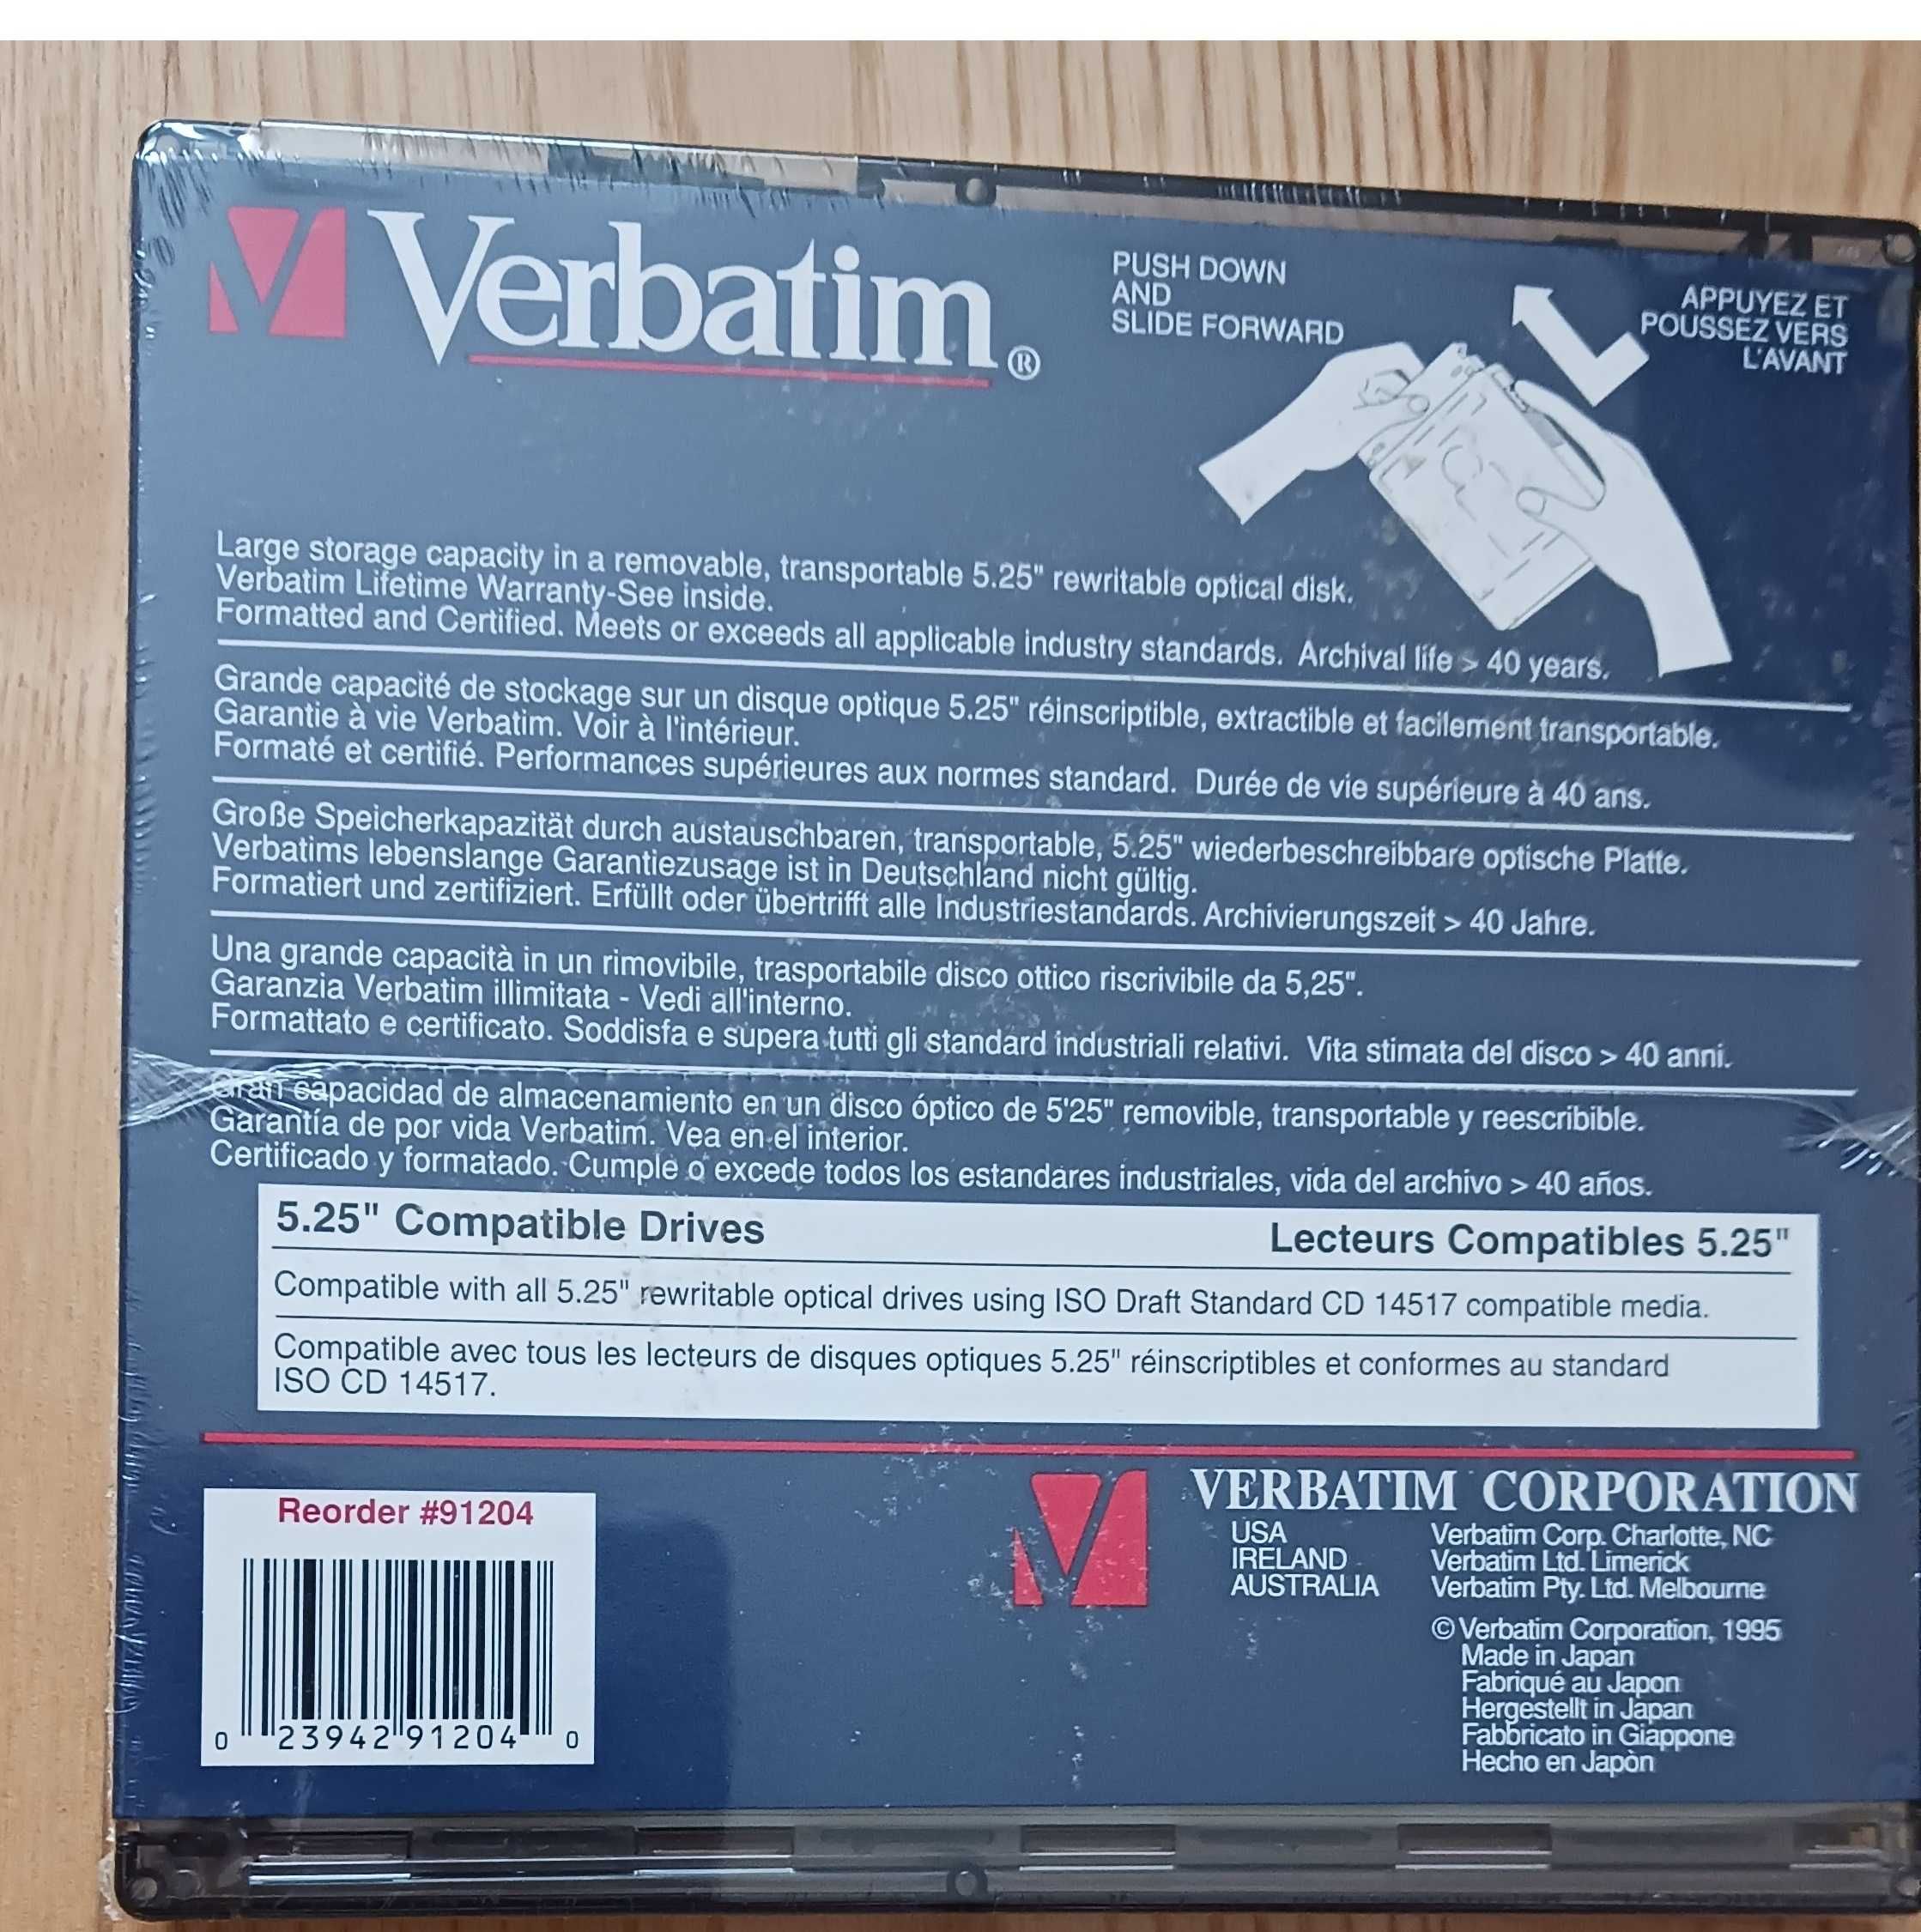 Verbatim®
PUSH DOWN
AND
SLIDE FORWARD
APPUYEZ ET
POUSSEZ VERS
L'AVANT
Large storage capacity in a removable, transportable 5.25" rewritable optical disk.
Verbatim Lifetime Warranty-See inside.
Formatted and Certified. Meets or exceeds all applicable industry standards. Archival life > 40 years.
Grande capacité de stockage sur un disque optique 5.25" réinscriptible, extractible et facilement transportable.
Garantie à vie Verbatim. Voir à l'intérieur.
Formaté et certifié. Performances supérieures aux normes standard. Durée de vie supérieure à 40 ans.
Große Speicherkapazität durch austauschbaren, transportable, 5.25" wiederbeschreibbare optische Platte.
Verbatims lebenslange Garantiezusage ist in Deutschland nicht gültig.
Formatiert und zertifiziert. Erfüllt oder übertrifft alle Industriestandards. Archivierungszeit > 40 Jahre.
Una grande capacità in un rimovibile, trasportabile disco ottico riscrivibile da 5,25".
Garanzia Verbatim illimitata - Vedi all'interno.
Formattato e certificato. Soddisfa e supera tutti gli standard industriali relativi. Vita stimata del disco > 40 anni.
Gran capacidad de almacenamiento en un disco óptico de 5'25" removible, transportable y reescribible.
Garantía de por vida Verbatim. Vea en el interior.
Certificado y formatado. Cumple o excede todos los estandares industriales, vida del archivo > 40 años.
5.25" Compatible Drives
Lecteurs Compatibles 5.25"
Compatible with all 5.25" rewritable optical drives using ISO Draft Standard CD 14517 compatible media.
Compatible avec tous les lecteurs de disques optiques 5.25" réinscriptibles et conformes au standard
ISO CD 14517.
Reorder #91204
0 23942 91204 0
VERBATIM CORPORATION
USA Verbatim Corp. Charlotte, NC
IRELAND Verbatim Ltd. Limerick
AUSTRALIA Verbatim Pty. Ltd. Melbourne
© Verbatim Corporation, 1995
Made in Japan
Fabriqué au Japon
Hergestellt in Japan
Fabbricato in Giappone
Hecho en Japòn